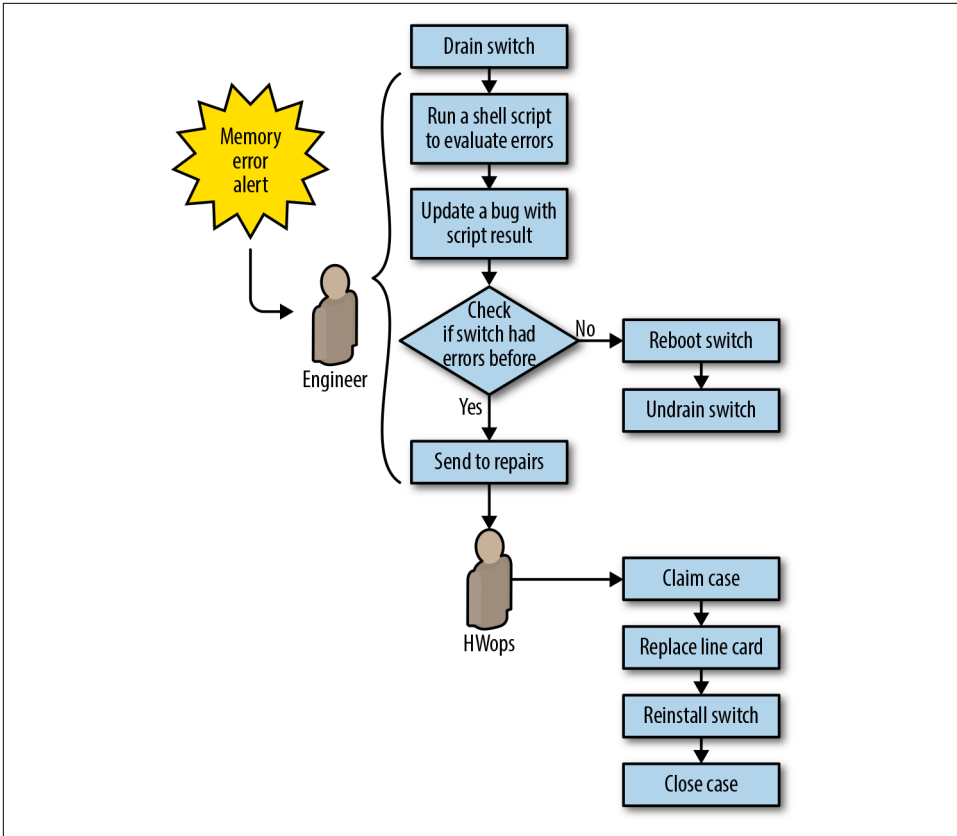 Drain switch
Memory
error
alert
Run a shell script
to evaluate errors
Update a bug with
script result
Engineer
Check
if switch had
errors before
No
Reboot switch
Undrain switch
Yes
Send to repairs
HWops
Claim case
Replace line card
Reinstall switch
Close case